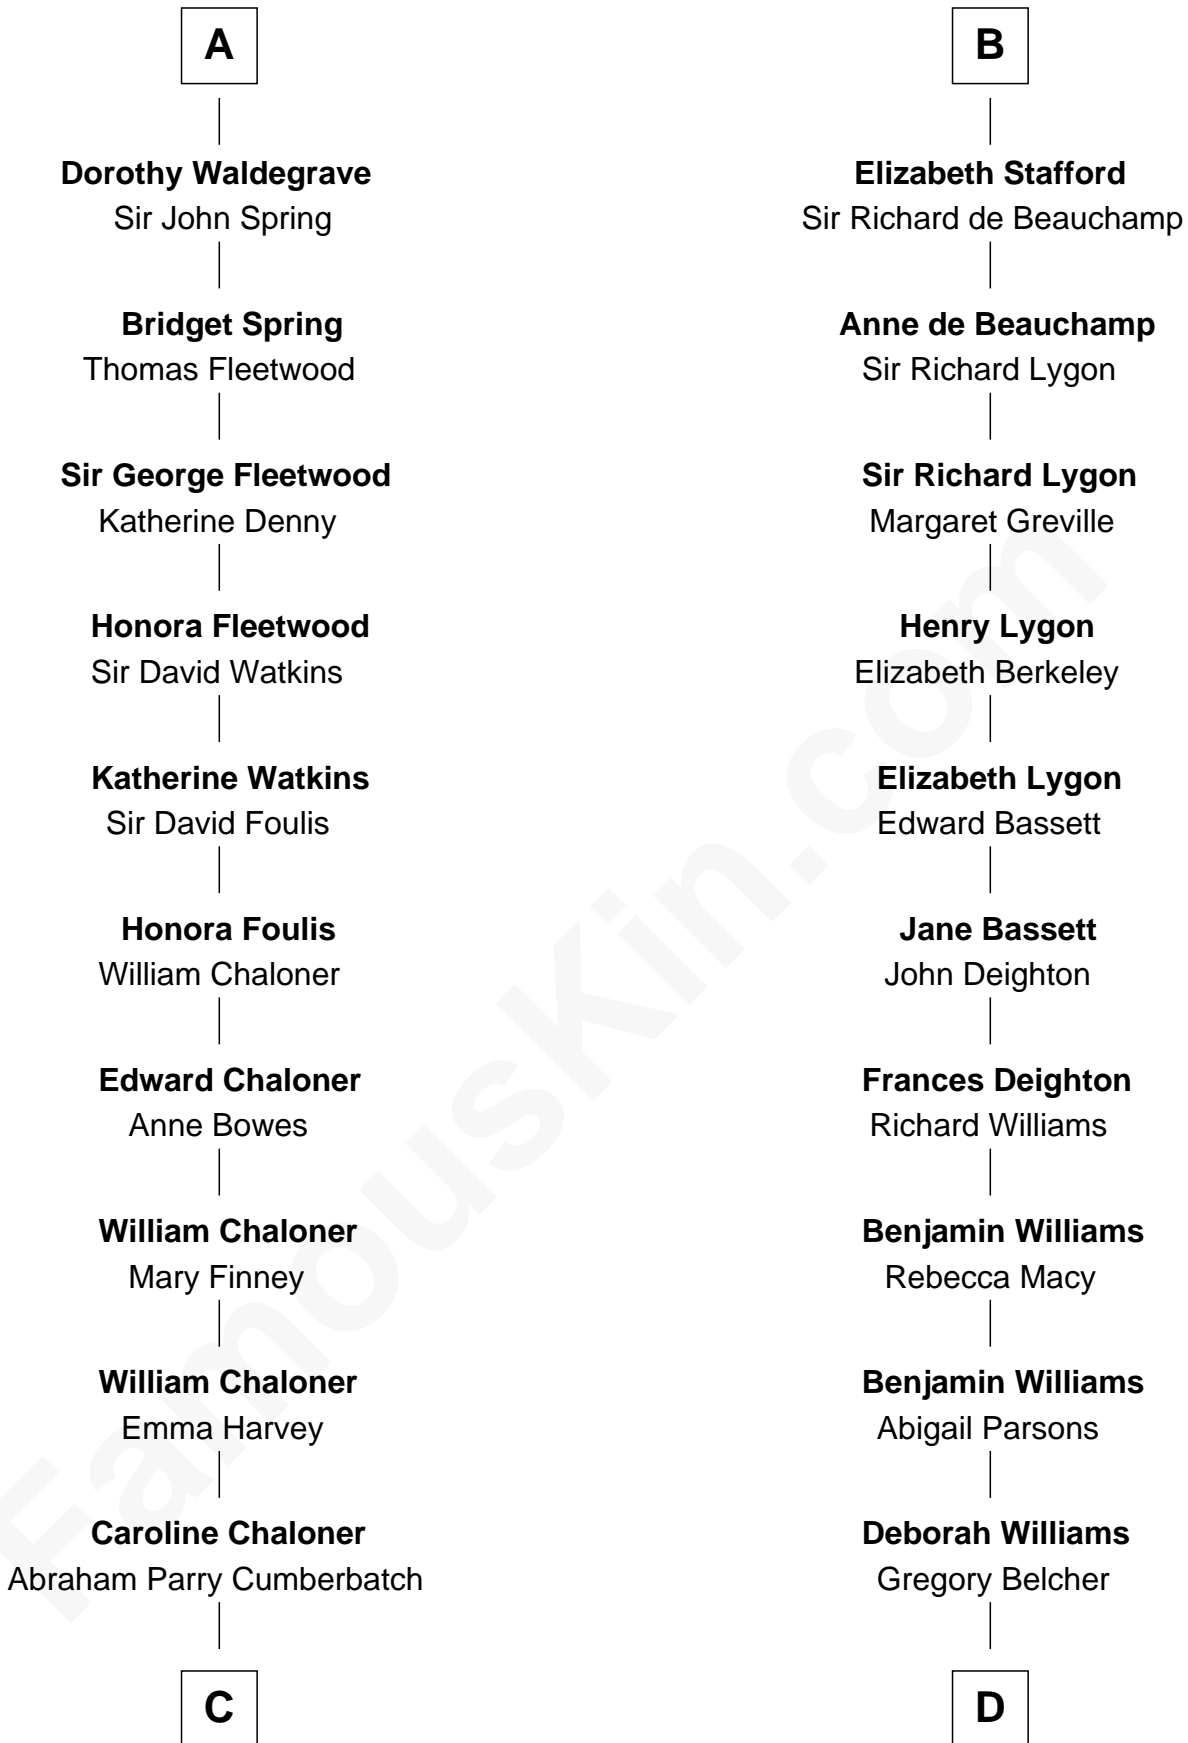 A
Dorothy Waldegrave
Sir John Spring
Bridget Spring
Thomas Fleetwood
Sir George Fleetwood
Katherine Denny
Honora Fleetwood
Sir David Watkins
Katherine Watkins
Sir David Foulis
Honora Foulis
William Chaloner
Edward Chaloner
Anne Bowes
William Chaloner
Mary Finney
William Chaloner
Emma Harvey
Caroline Chaloner
Abraham Parry Cumberbatch
C
B
Elizabeth Stafford
Sir Richard de Beauchamp
Anne de Beauchamp
Sir Richard Lygon
Sir Richard Lygon
Margaret Greville
Henry Lygon
Elizabeth Berkeley
Elizabeth Lygon
Edward Bassett
Jane Bassett
John Deighton
Frances Deighton
Richard Williams
Benjamin Williams
Rebecca Macy
Benjamin Williams
Abigail Parsons
Deborah Williams
Gregory Belcher
D
FamousKin.com